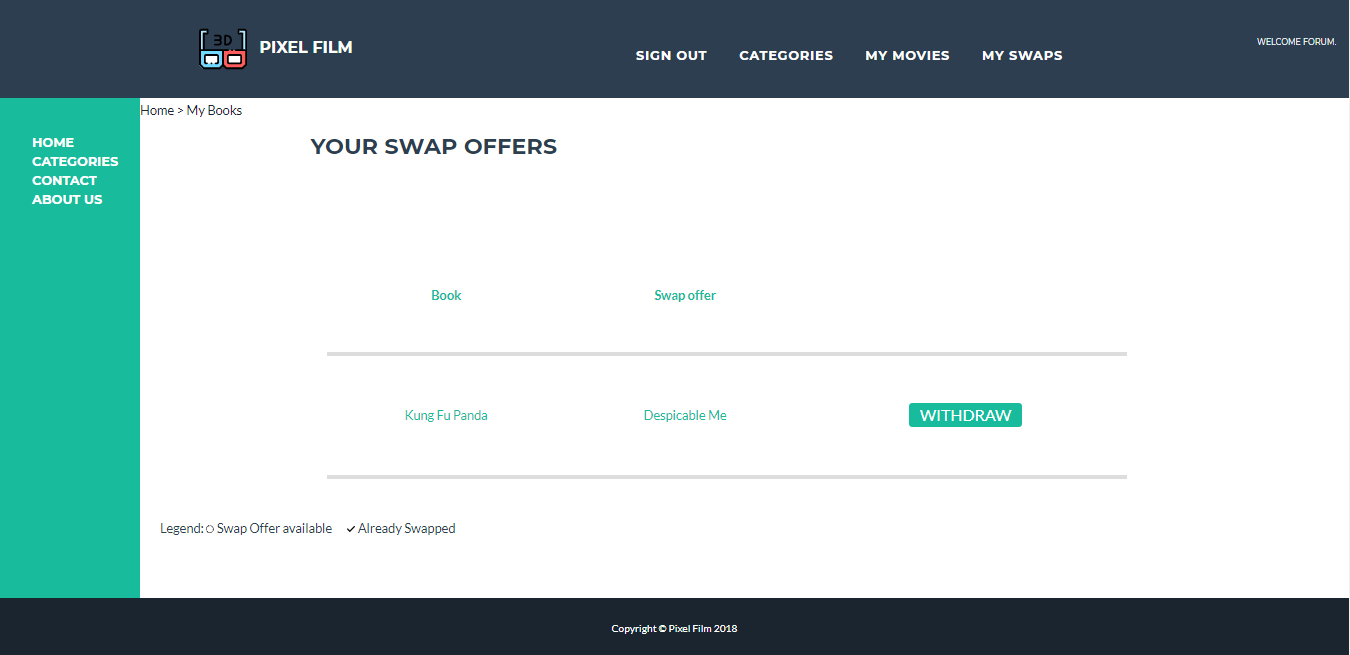 3D
PIXEL FILM
SIGN OUT CATEGORIES MY MOVIES MY SWAPS
WELCOME FORUM.
HOME
CATEGORIES
CONTACT
ABOUT US
Home > My Books
YOUR SWAP OFFERS
Book Swap offer
Kung Fu Panda Despicable Me WITHDRAW
Legend: ○ Swap Offer available ✔ Already Swapped
Copyright © Pixel Film 2018